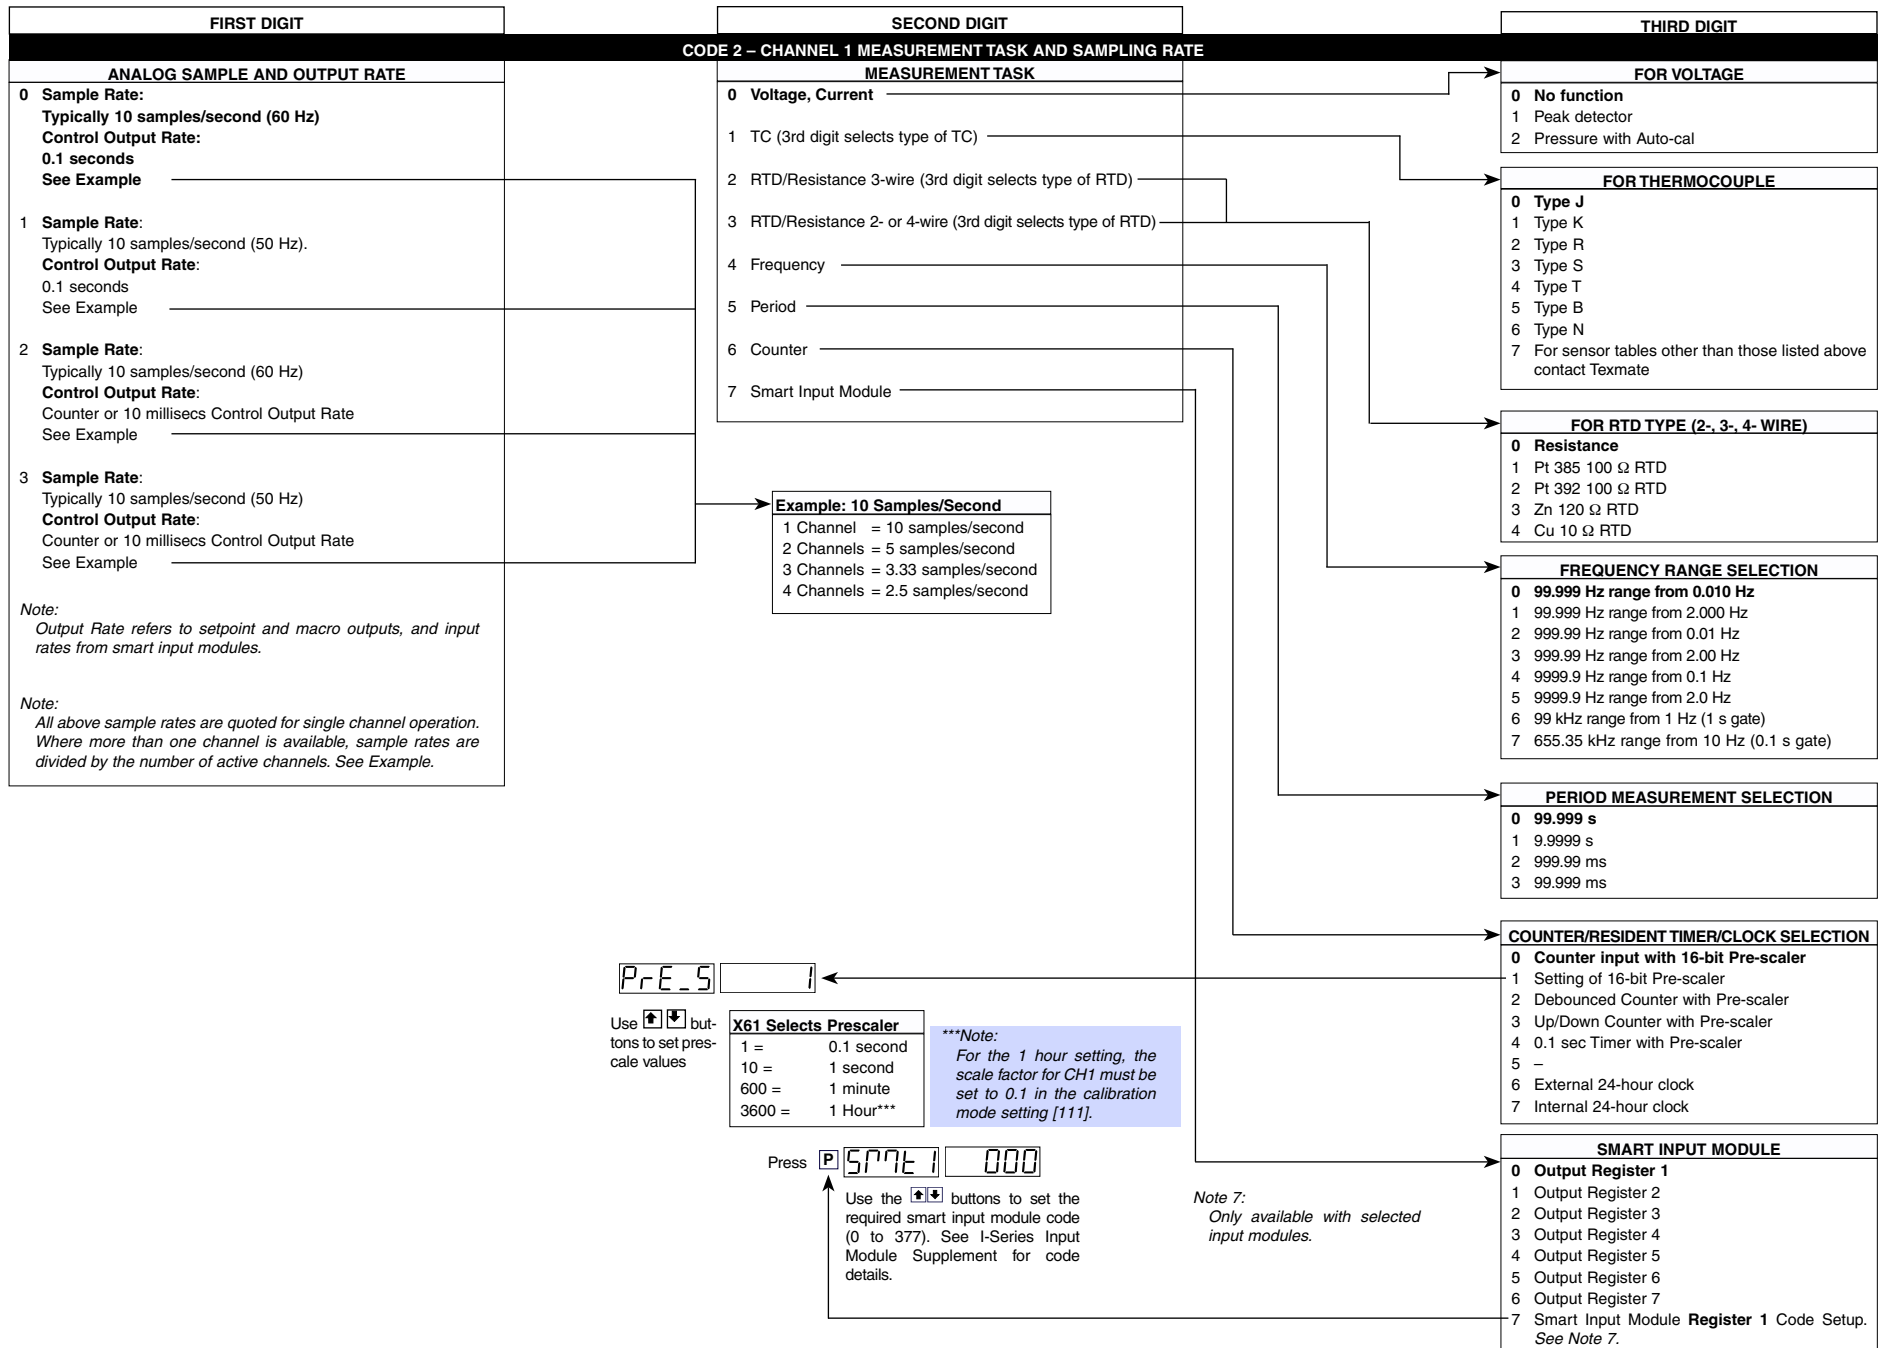 FIRST DIGIT
SECOND DIGIT
THIRD DIGIT
CODE 2 – CHANNEL 1 MEASUREMENT TASK AND SAMPLING RATE
ANALOG SAMPLE AND OUTPUT RATE
0 Sample Rate:
Typically 10 samples/second (60 Hz)
Control Output Rate:
0.1 seconds
See Example
1 Sample Rate:
Typically 10 samples/second (50 Hz).
Control Output Rate:
0.1 seconds
See Example
2 Sample Rate:
Typically 10 samples/second (60 Hz)
Control Output Rate:
Counter or 10 millisecs Control Output Rate
See Example
3 Sample Rate:
Typically 10 samples/second (50 Hz)
Control Output Rate:
Counter or 10 millisecs Control Output Rate
See Example
Note:
Output Rate refers to setpoint and macro outputs, and input
rates from smart input modules.
Note:
All above sample rates are quoted for single channel operation.
Where more than one channel is available, sample rates are
divided by the number of active channels. See Example.
MEASUREMENT TASK
0 Voltage, Current
1 TC (3rd digit selects type of TC)
2 RTD/Resistance 3-wire (3rd digit selects type of RTD)
3 RTD/Resistance 2- or 4-wire (3rd digit selects type of RTD)
4 Frequency
5 Period
6 Counter
7 Smart Input Module
Example: 10 Samples/Second
1 Channel = 10 samples/second
2 Channels = 5 samples/second
3 Channels = 3.33 samples/second
4 Channels = 2.5 samples/second
PrE_S 1
Use but-
tons to set pres-
cale values
X61 Selects Prescaler
1 = 0.1 second
10 = 1 second
600 = 1 minute
3600 = 1 Hour***
***Note:
For the 1 hour setting, the
scale factor for CH1 must be
set to 0.1 in the calibration
mode setting [111].
Press P SMt1 000
Use the buttons to set the
required smart input module code
(0 to 377). See I-Series Input
Module Supplement for code
details.
Note 7:
Only available with selected
input modules.
FOR VOLTAGE
0 No function
1 Peak detector
2 Pressure with Auto-cal
FOR THERMOCOUPLE
0 Type J
1 Type K
2 Type R
3 Type S
4 Type T
5 Type B
6 Type N
7 For sensor tables other than those listed above
contact Texmate
FOR RTD TYPE (2-, 3-, 4- WIRE)
0 Resistance
1 Pt 385 100 Ω RTD
2 Pt 392 100 Ω RTD
3 Zn 120 Ω RTD
4 Cu 10 Ω RTD
FREQUENCY RANGE SELECTION
0 99.999 Hz range from 0.010 Hz
1 99.999 Hz range from 2.000 Hz
2 999.99 Hz range from 0.01 Hz
3 999.99 Hz range from 2.00 Hz
4 9999.9 Hz range from 0.1 Hz
5 9999.9 Hz range from 2.0 Hz
6 99 kHz range from 1 Hz (1 s gate)
7 655.35 kHz range from 10 Hz (0.1 s gate)
PERIOD MEASUREMENT SELECTION
0 99.999 s
1 9.9999 s
2 999.99 ms
3 99.999 ms
COUNTER/RESIDENT TIMER/CLOCK SELECTION
0 Counter input with 16-bit Pre-scaler
1 Setting of 16-bit Pre-scaler
2 Debounced Counter with Pre-scaler
3 Up/Down Counter with Pre-scaler
4 0.1 sec Timer with Pre-scaler
5 –
6 External 24-hour clock
7 Internal 24-hour clock
SMART INPUT MODULE
0 Output Register 1
1 Output Register 2
2 Output Register 3
3 Output Register 4
4 Output Register 5
5 Output Register 6
6 Output Register 7
7 Smart Input Module Register 1 Code Setup.
See Note 7.